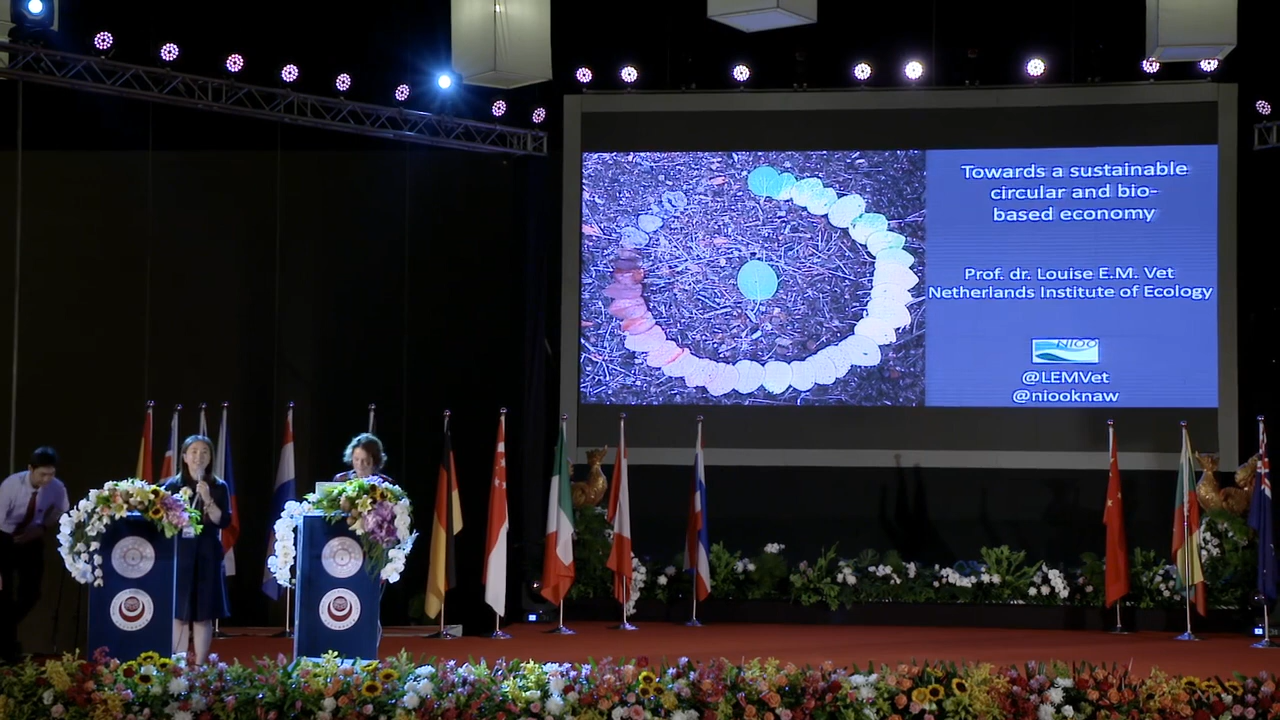 Towards a sustainable
circular and bio-
based economy
Prof. dr. Louise E.M. Vet
Netherlands Institute of Ecology
NIOO
@LEMVet
@niooknaw